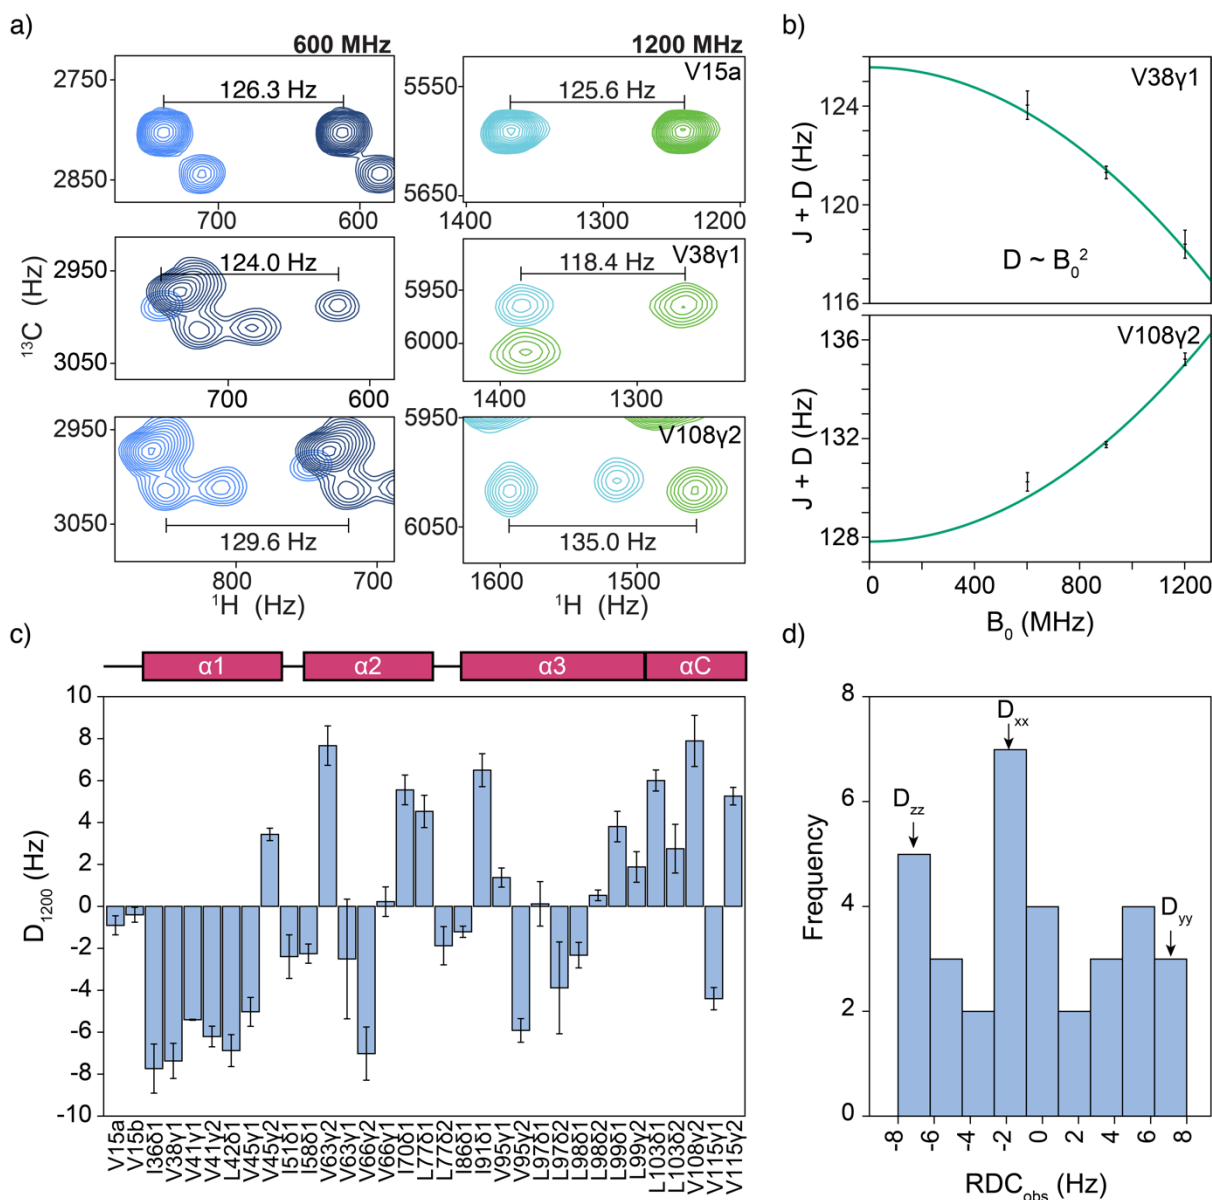 a)
600 MHz
1200 MHz
2750
2850
126.3 Hz
700
600
5550
5650
V15a
125.6 Hz
1400
1300
1200
¹³C (Hz)
2950
3050
124.0 Hz
700
600
5950
6000
V38γ1
118.4 Hz
1400
1300
2950
3050
129.6 Hz
800
700
¹H (Hz)
5950
6050
V108γ2
135.0 Hz
1600
1500
¹H (Hz)
b)
V38γ1
124
120
116
J + D (Hz)
D ~ B₀²
V108γ2
136
132
128
J + D (Hz)
0
400
800
1200
B₀ (MHz)
c)
α1
α2
α3
αC
10
8
6
4
2
0
-2
-4
-6
-8
-10
D₁₂₀₀ (Hz)
V15a
V15b
I36δ1
V38γ1
V41γ1
V41γ2
L42δ1
V45γ1
V45γ2
I51δ1
I58δ1
V63γ2
V63γ1
V66γ2
V66γ1
I70δ1
L77δ1
L77δ2
I86δ1
I91δ1
V95γ1
V95γ2
L97δ1
L97δ2
L98δ1
L98δ2
L99δ1
L99γ2
L103δ1
L103δ2
V108γ2
V115γ1
V115γ2
d)
8
6
4
2
0
Frequency
D_zz
D_xx
D_yy
-8
-6
-4
-2
0
2
4
6
8
RDC_obs (Hz)